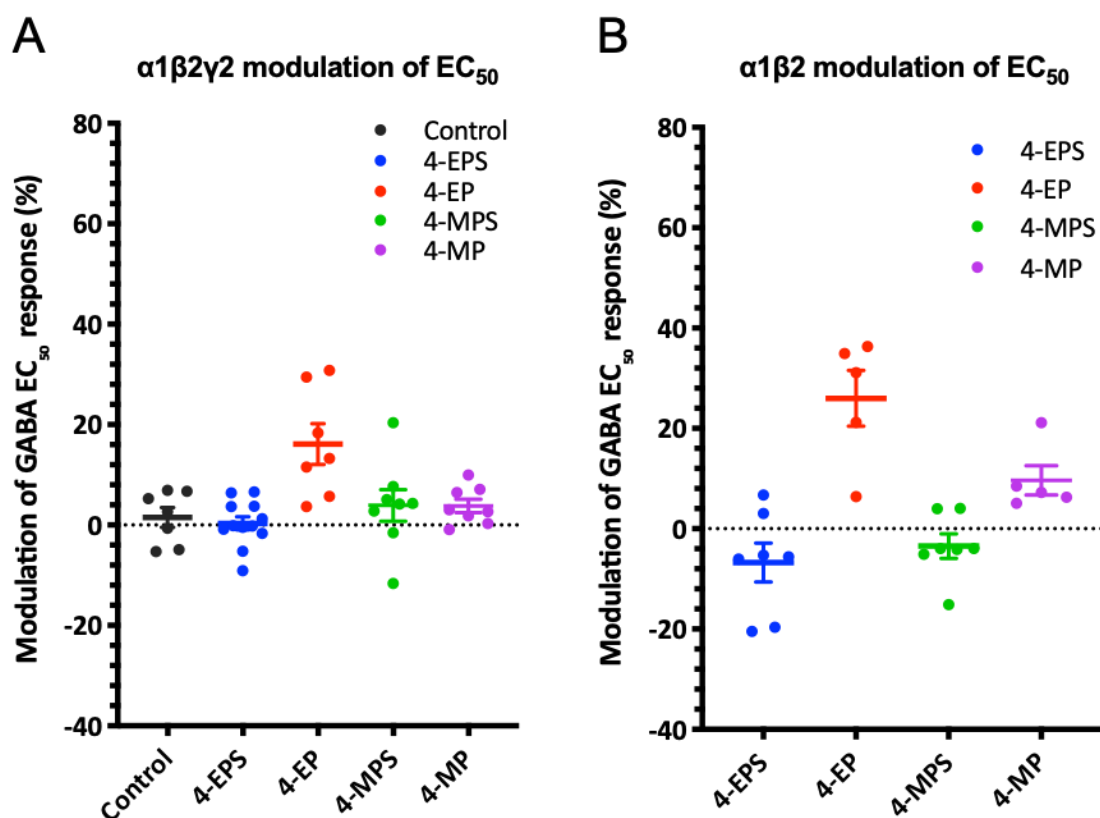 A
α1β2γ2 modulation of EC₅₀
Modulation of GABA EC₅₀ response (%)
80
60
40
20
0
-20
-40
Control
4-EPS
4-EP
4-MPS
4-MP
Control
4-EPS
4-EP
4-MPS
4-MP
B
α1β2 modulation of EC₅₀
Modulation of GABA EC₅₀ response (%)
80
60
40
20
0
-20
-40
4-EPS
4-EP
4-MPS
4-MP
4-EPS
4-EP
4-MPS
4-MP